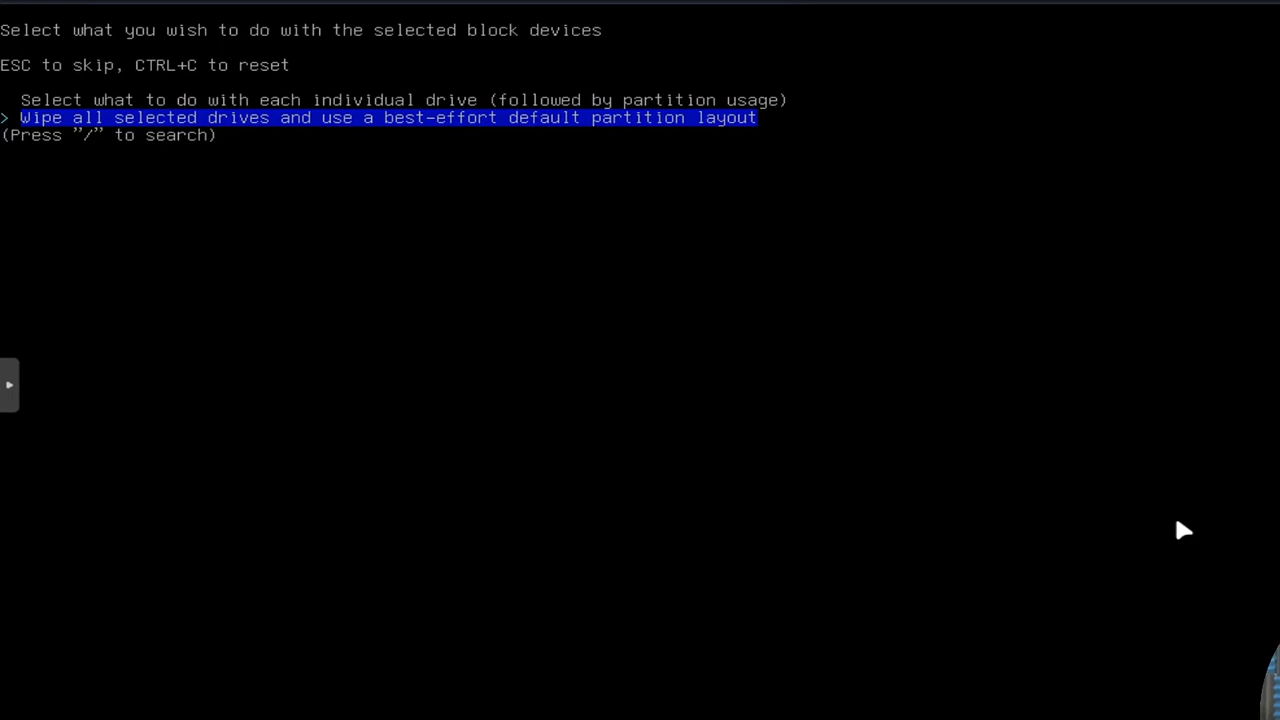 Select what you wish to do with the selected block devices
ESC to skip, CTRL+C to reset
Select what to do with each individual drive (followed by partition usage)
> Wipe all selected drives and use a best-effort default partition layout
(Press "/" to search)